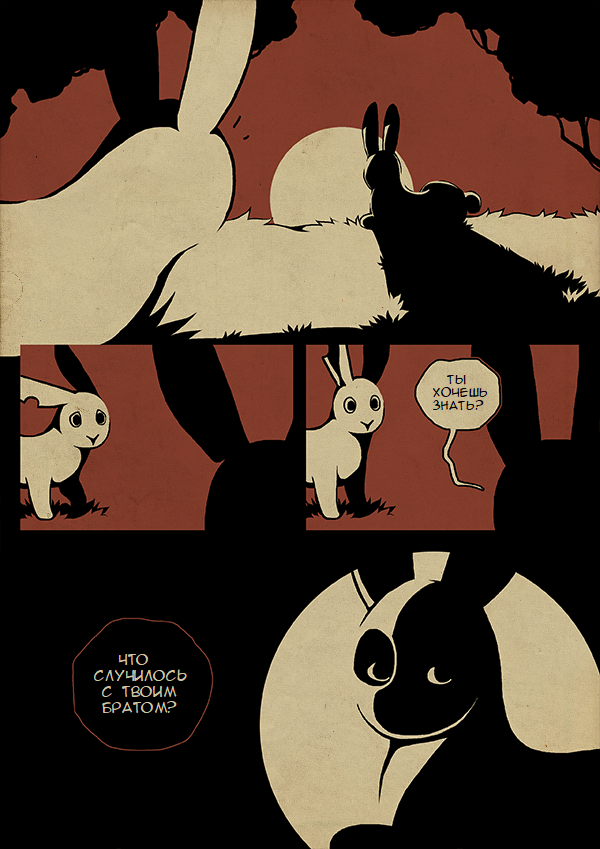 ТЫ
ХОЧЕШЬ
ЗНАТЬ?
ЧТО
СЛУЧИЛОСЬ
С ТВОИМ
БРАТОМ?